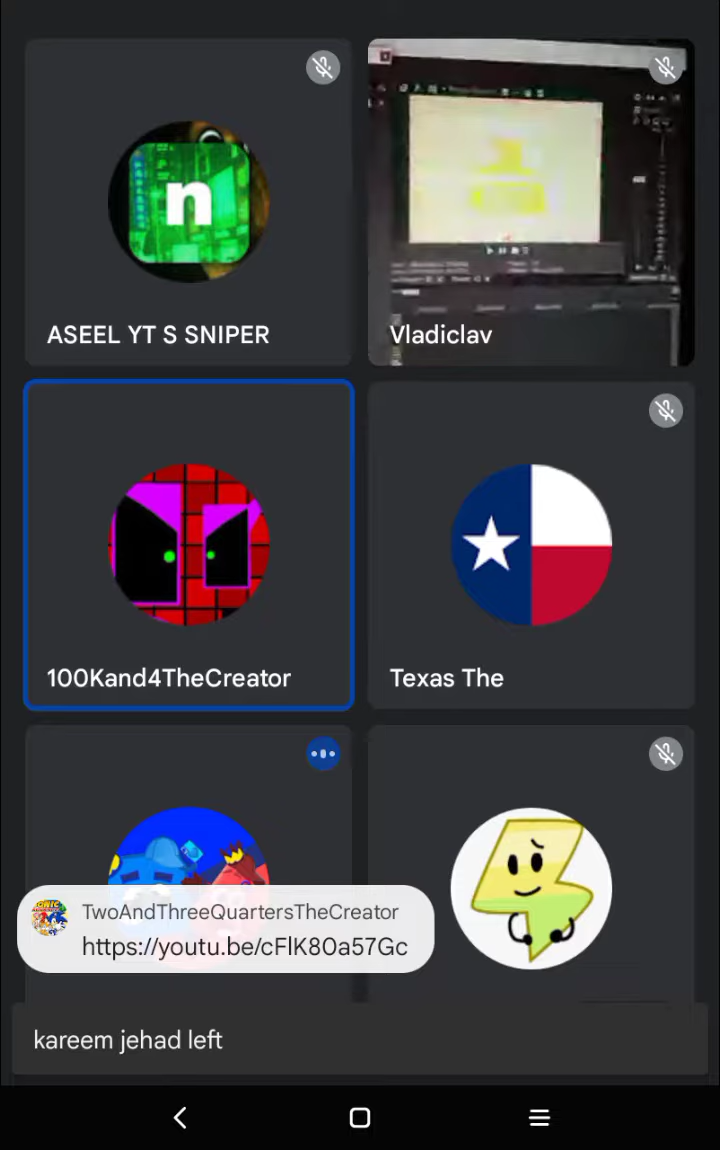 n
ASEEL YT S SNIPER
Vladiclav
100Kand4TheCreator
Texas The
TwoAndThreeQuartersTheCreator
https://youtu.be/cFlK80a57Gc
kareem jehad left